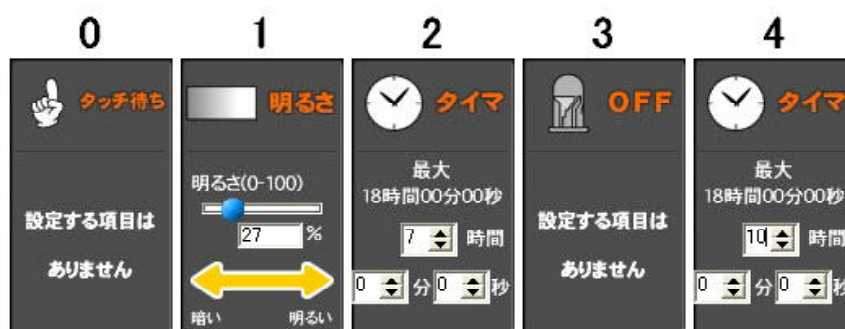 0
1
2
3
4
タッチ待ち
明るさ
タイマ
OFF
タイマ
設定する項目は
ありません
明るさ(0-100)
27 %
暗い 明るい
最大
18時間00分00秒
7 時間
0 分 0 秒
設定する項目は
ありません
最大
18時間00分00秒
10 時間
0 分 0 秒